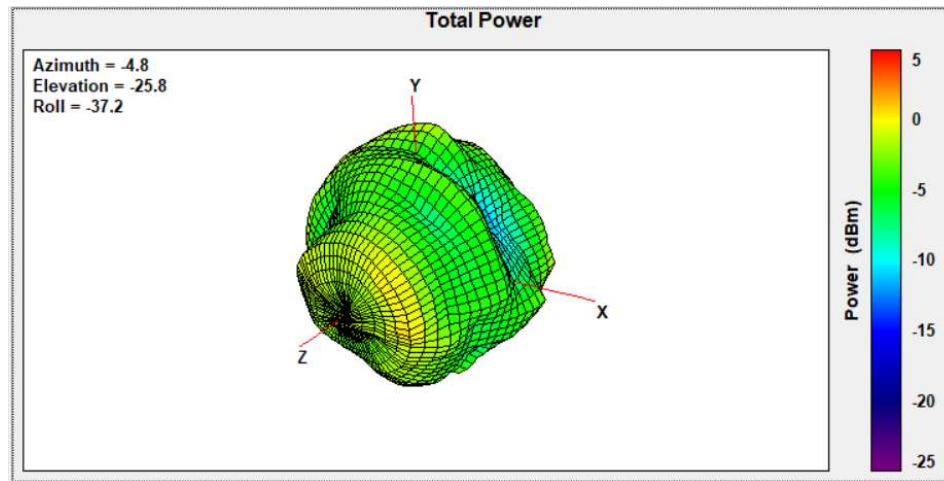 Total Power
Azimuth = -4.8
Elevation = -25.8
Roll = -37.2
Y
X
Z
5
0
-5
-10
-15
-20
-25
Power (dBm)